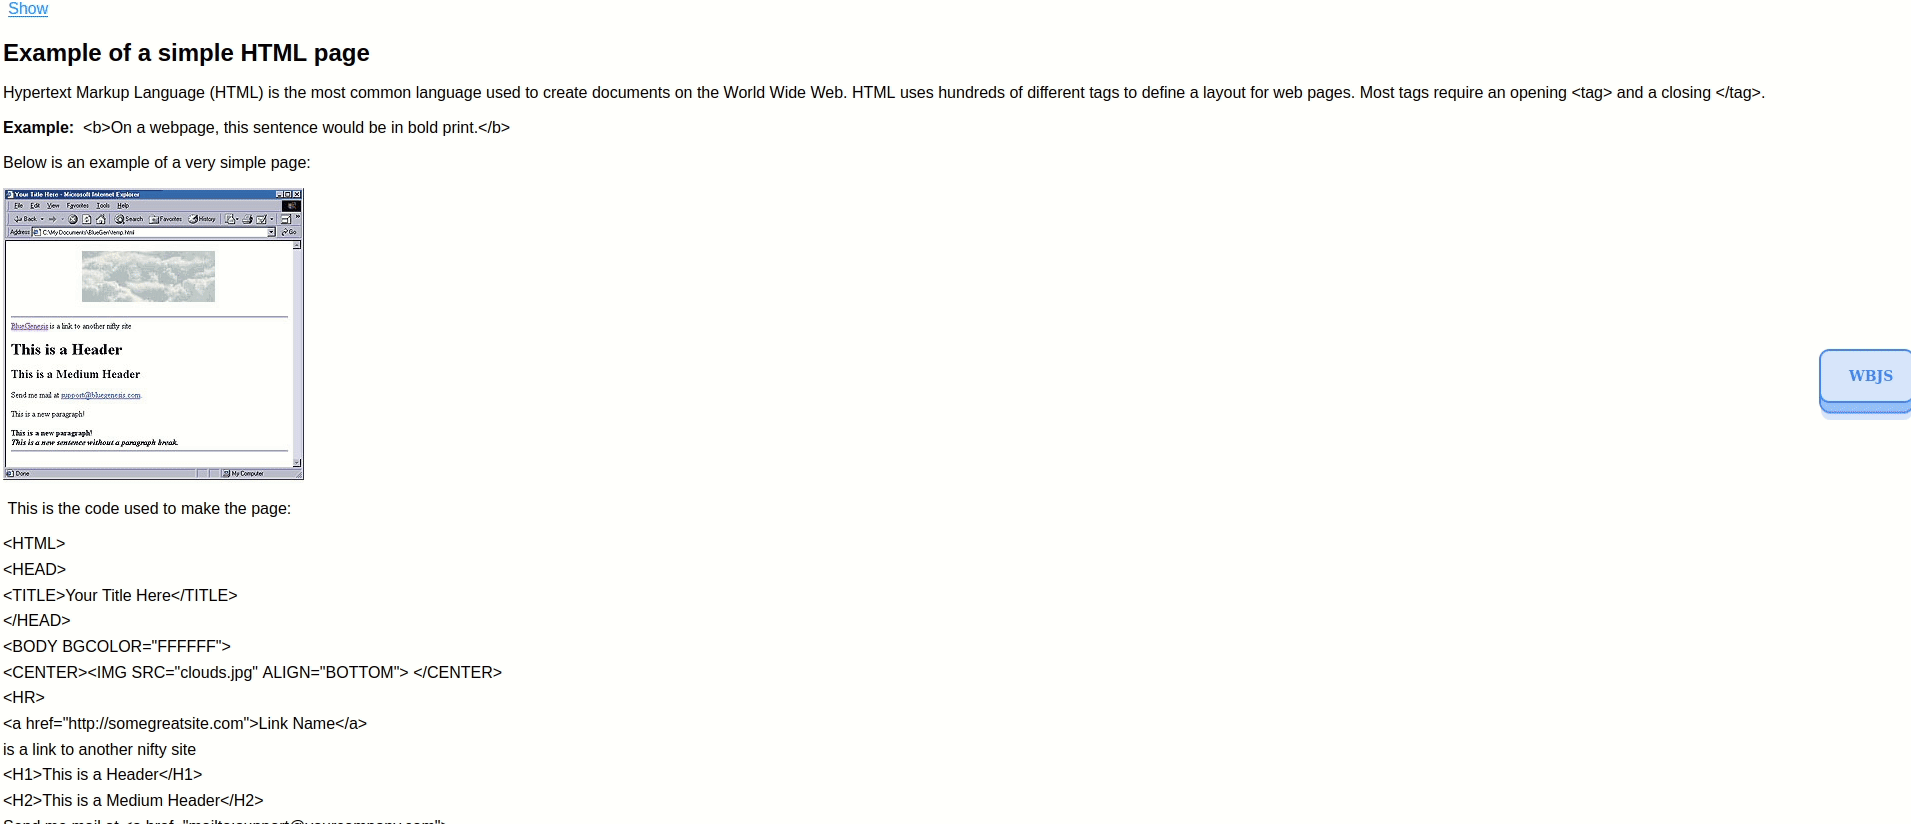 Show
Example of a simple HTML page
Hypertext Markup Language (HTML) is the most common language used to create documents on the World Wide Web. HTML uses hundreds of different tags to define a layout for web pages. Most tags require an opening <tag> and a closing </tag>.
Example:  <b>On a webpage, this sentence would be in bold print.</b>
Below is an example of a very simple page:
Your Title Here - Microsoft Internet Explorer
File Edit View Favorites Tools Help
Back Search Favorites History
Address C:\My Documents\BlueGen\temp.html Go
BlueGenesis is a link to another nifty site
This is a Header
This is a Medium Header
Send me mail at support@bluegenesis.com.
This is a new paragraph!
This is a new paragraph!
This is a new sentence without a paragraph break.
Done My Computer
WBJS
This is the code used to make the page:
<HTML>
<HEAD>
<TITLE>Your Title Here</TITLE>
</HEAD>
<BODY BGCOLOR="FFFFFF">
<CENTER><IMG SRC="clouds.jpg" ALIGN="BOTTOM"> </CENTER>
<HR>
<a href="http://somegreatsite.com">Link Name</a>
is a link to another nifty site
<H1>This is a Header</H1>
<H2>This is a Medium Header</H2>
Send me mail at <a href="mailto:support@yourcompany.com">